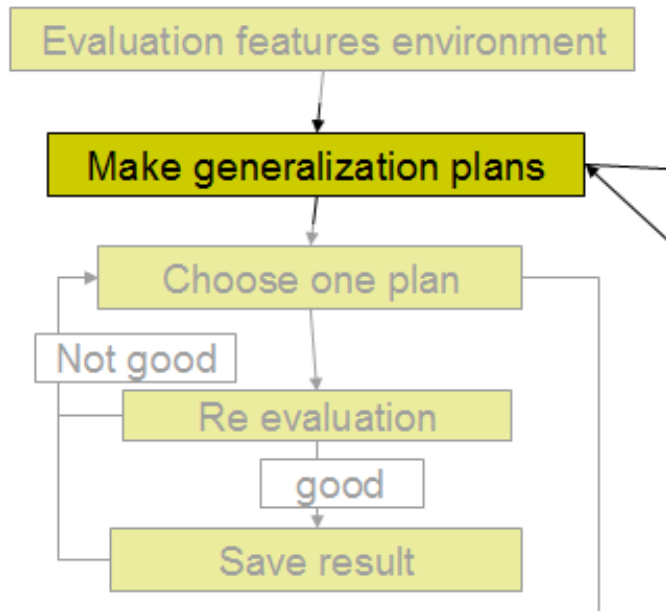 Evaluation features environment
Make generalization plans
Choose one plan
Not good
Re evaluation
good
Save result